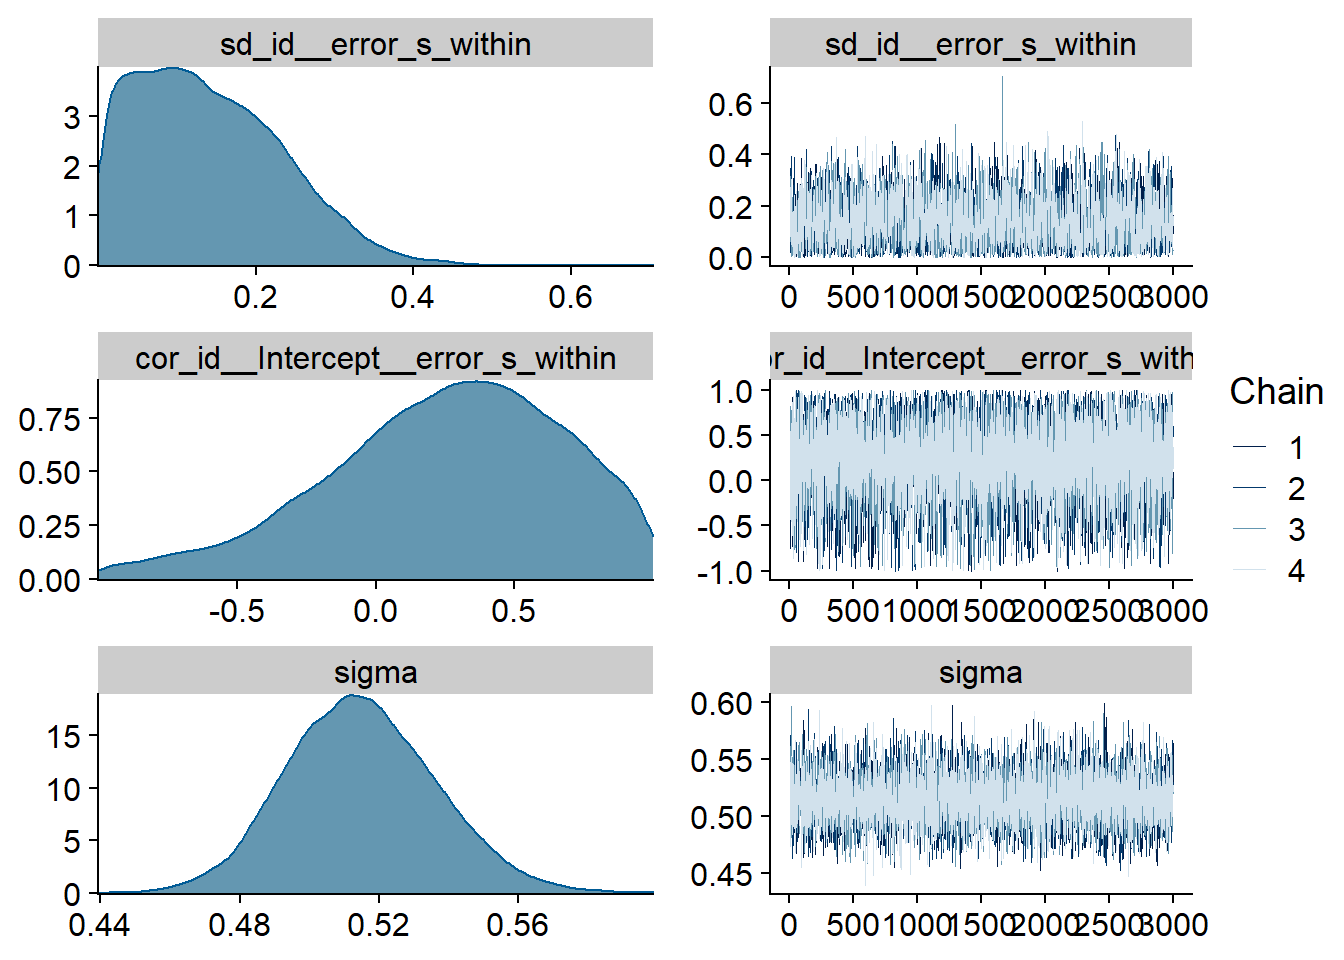 sd_id__error_s_within
3
2
1
0
0.2 0.4 0.6
sd_id__error_s_within
0.6
0.4
0.2
0.0
0 500 1000 1500 2000 2500 3000
cor_id__Intercept__error_s_within
0.75
0.50
0.25
0.00
-0.5 0.0 0.5
or_id__Intercept__error_s_with
1.0
0.5
0.0
-0.5
-1.0
0 500 1000 1500 2000 2500 3000
sigma
15
10
5
0
0.44 0.48 0.52 0.56
sigma
0.60
0.55
0.50
0.45
0 500 1000 1500 2000 2500 3000
Chain
1
2
3
4